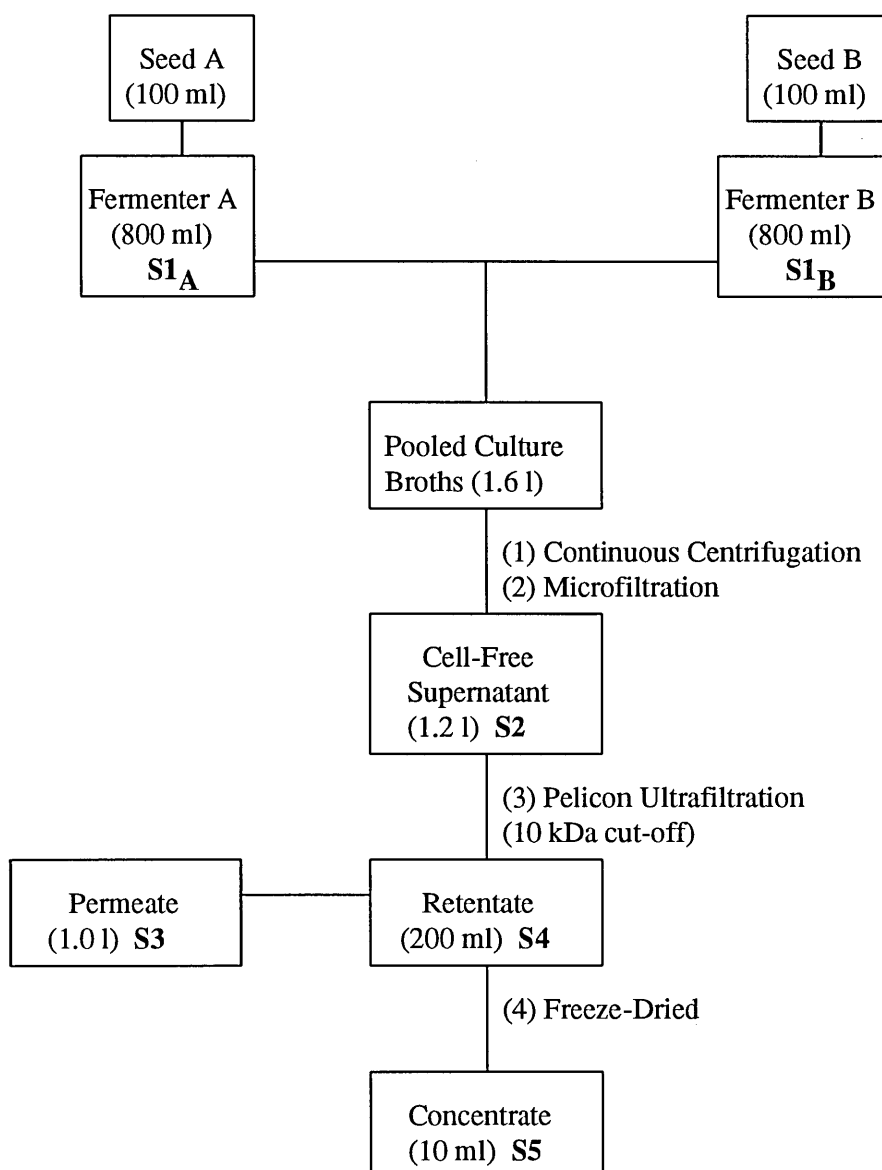 Seed A
(100 ml)
Seed B
(100 ml)
Fermenter A
(800 ml)
S1A
Fermenter B
(800 ml)
S1B
Pooled Culture
Broths (1.6 l)
(1) Continuous Centrifugation
(2) Microfiltration
Cell-Free
Supernatant
(1.2 l) S2
(3) Pelicon Ultrafiltration
(10 kDa cut-off)
Permeate
(1.0 l) S3
Retentate
(200 ml) S4
(4) Freeze-Dried
Concentrate
(10 ml) S5